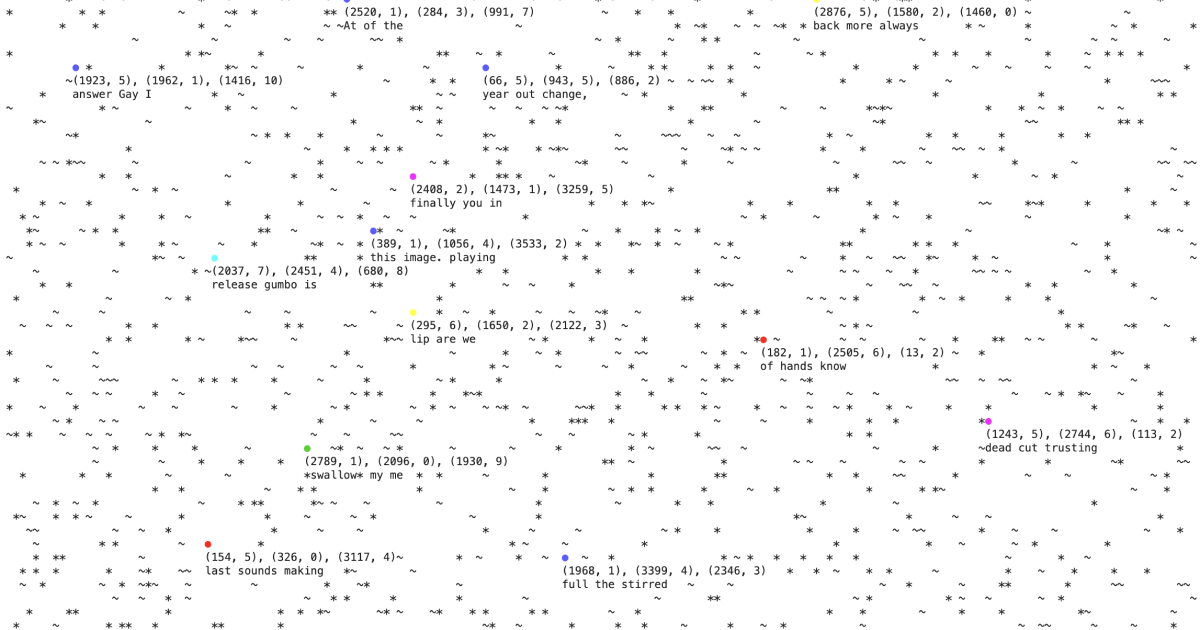 (2520, 1), (284, 3), (991, 7)
At of the
(2876, 5), (1580, 2), (1460, 0)
back more always
(1923, 5), (1962, 1), (1416, 10)
answer Gay I
(66, 5), (943, 5), (886, 2)
year out change,
(2408, 2), (1473, 1), (3259, 5)
finally you in
(389, 1), (1056, 4), (3533, 2)
this image. playing
(2037, 7), (2451, 4), (680, 8)
release gumbo is
(295, 6), (1650, 2), (2122, 3)
lip are we
(182, 1), (2505, 6), (13, 2)
of hands know
(1243, 5), (2744, 6), (113, 2)
dead cut trusting
(2789, 1), (2096, 0), (1930, 9)
*swallow* my me
(154, 5), (326, 0), (3117, 4)
last sounds making
(1968, 1), (3399, 4), (2346, 3)
full the stirred